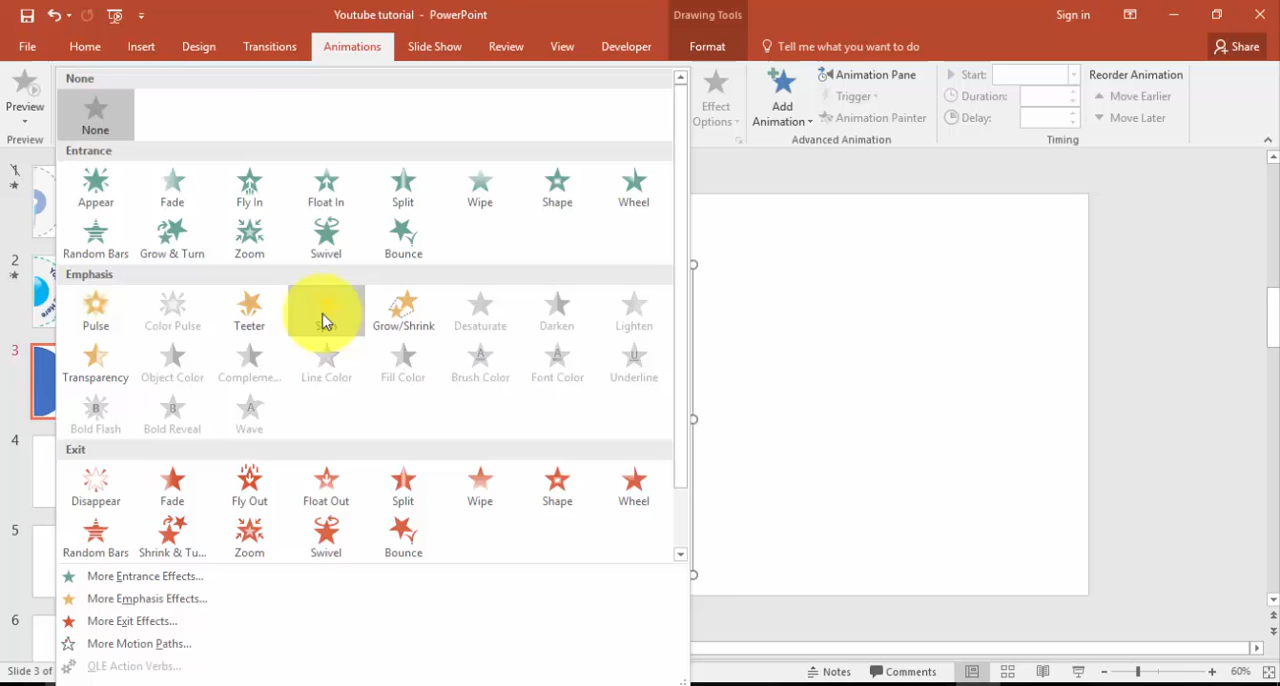 Youtube tutorial - PowerPoint
Drawing Tools
Sign in
File
Home
Insert
Design
Transitions
Animations
Slide Show
Review
View
Developer
Format
Tell me what you want to do
Share
Preview
Preview
None
None
Entrance
Appear
Fade
Fly In
Float In
Split
Wipe
Shape
Wheel
Random Bars
Grow & Turn
Zoom
Swivel
Bounce
Emphasis
Pulse
Color Pulse
Teeter
Grow/Shrink
Desaturate
Darken
Lighten
Transparency
Object Color
Compleme...
Line Color
Fill Color
Brush Color
Font Color
Underline
Bold Flash
Bold Reveal
Wave
Exit
Disappear
Fade
Fly Out
Float Out
Split
Wipe
Shape
Wheel
Random Bars
Shrink & Tu...
Zoom
Swivel
Bounce
More Entrance Effects...
More Emphasis Effects...
More Exit Effects...
More Motion Paths...
OLE Action Verbs...
Effect
Options
Add
Animation
Animation Pane
Trigger
Animation Painter
Advanced Animation
Start:
Duration:
Delay:
Reorder Animation
Move Earlier
Move Later
Timing
1
2
3
4
5
6
Slide 3 of
Notes
Comments
60%